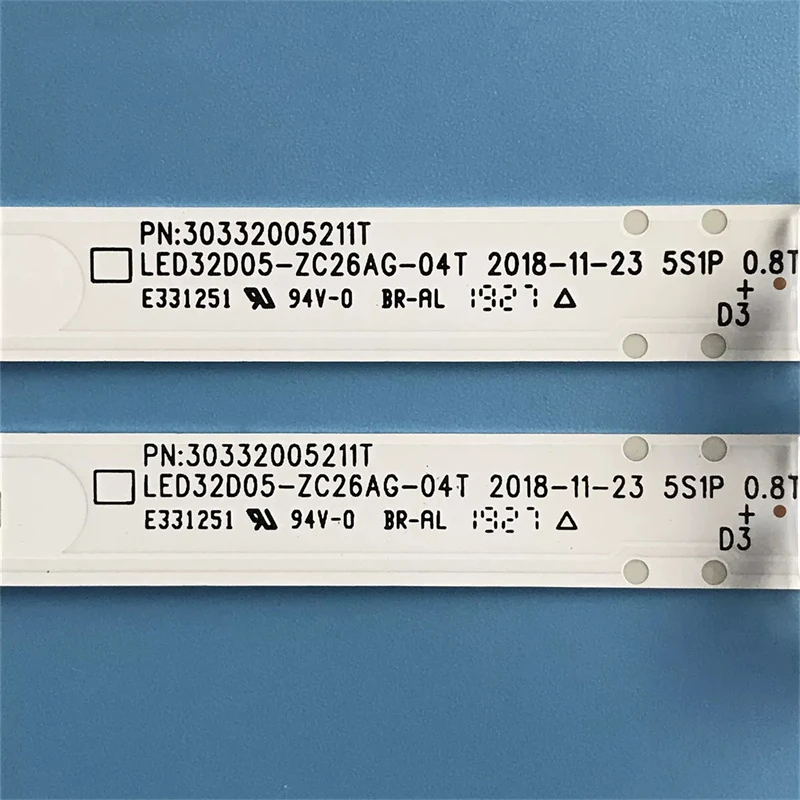 PN:30332005211T
LED32D05-ZC26AG-04T 2018-11-23 5S1P 0.8T
E331251 94V-0 BR-AL 1927 △
+
D3
PN:30332005211T
LED32D05-ZC26AG-04T 2018-11-23 5S1P 0.8T
E331251 94V-0 BR-AL 1927 △
+
D3